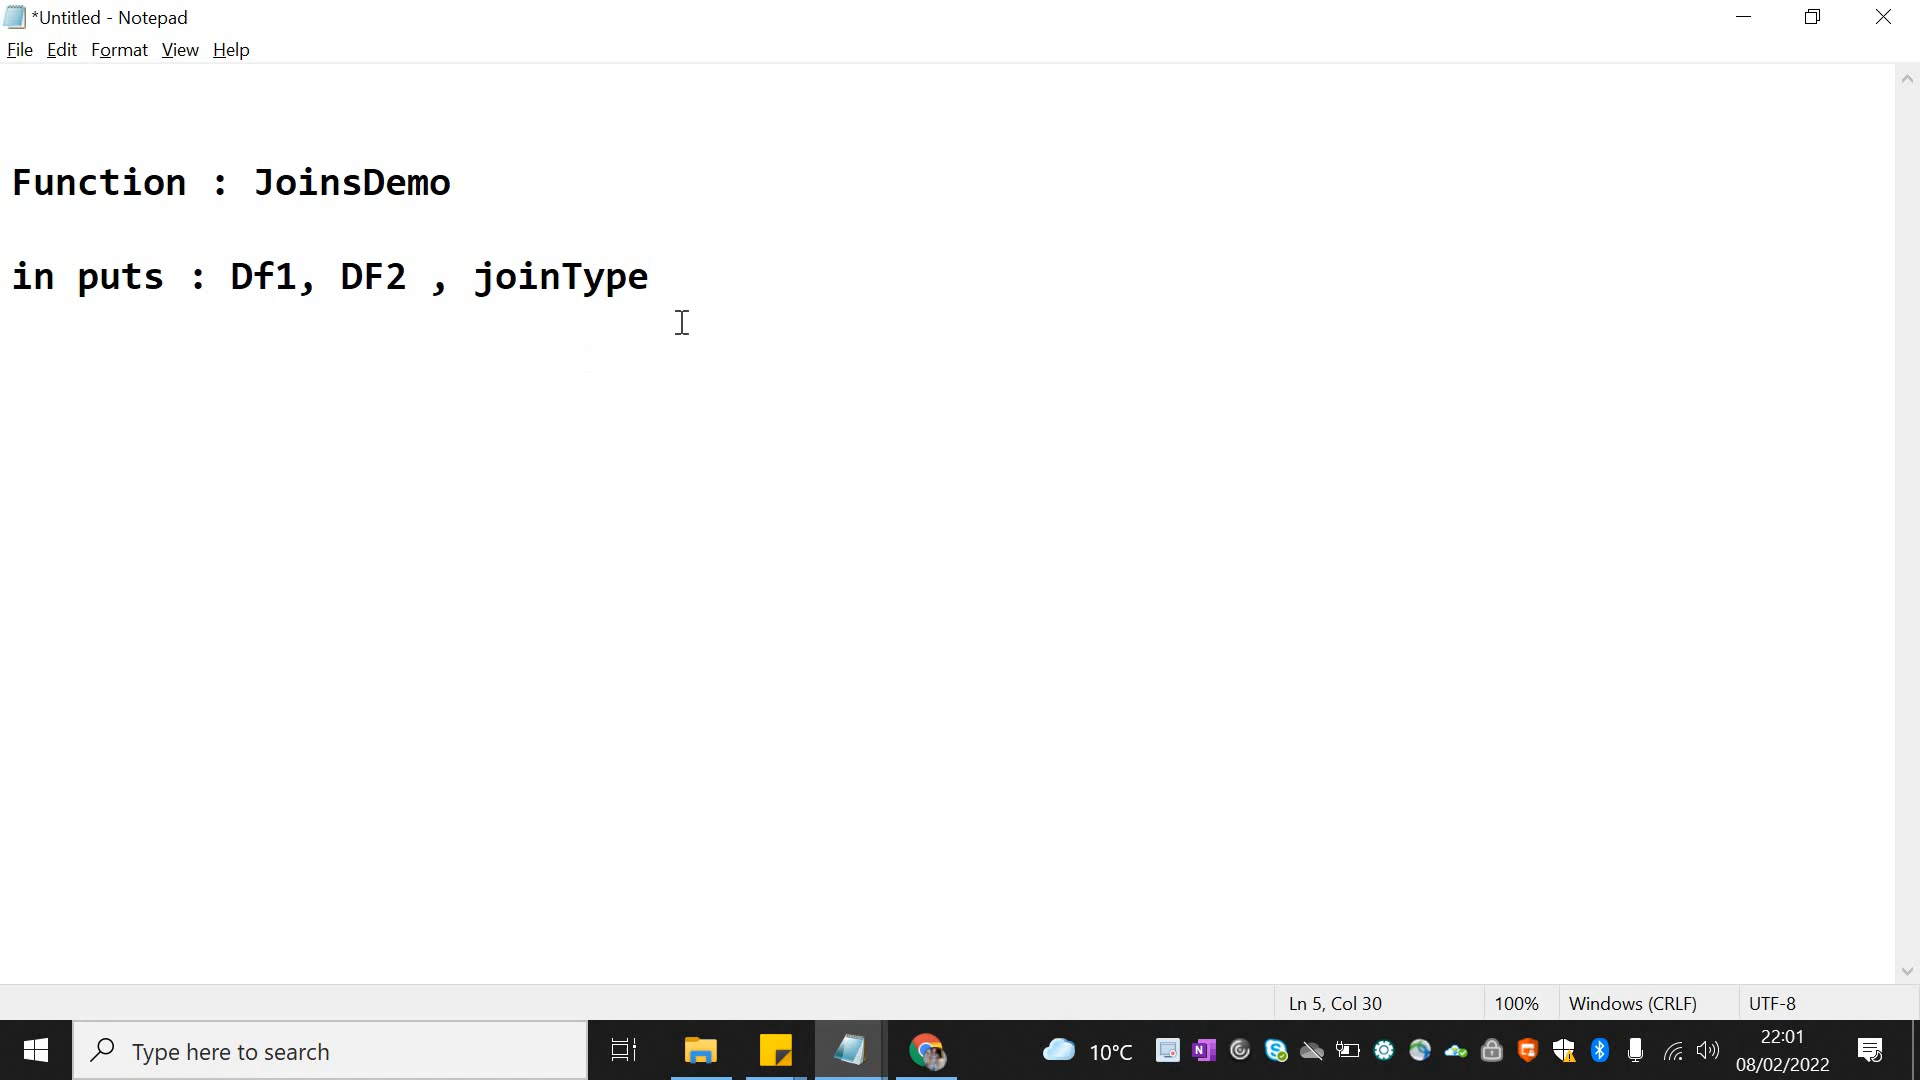 *Untitled - Notepad
File Edit Format View Help
Function : JoinsDemo
in puts : Df1, DF2 , joinType
Ln 5, Col 30 100% Windows (CRLF) UTF-8
Type here to search
10°C
22:01
08/02/2022